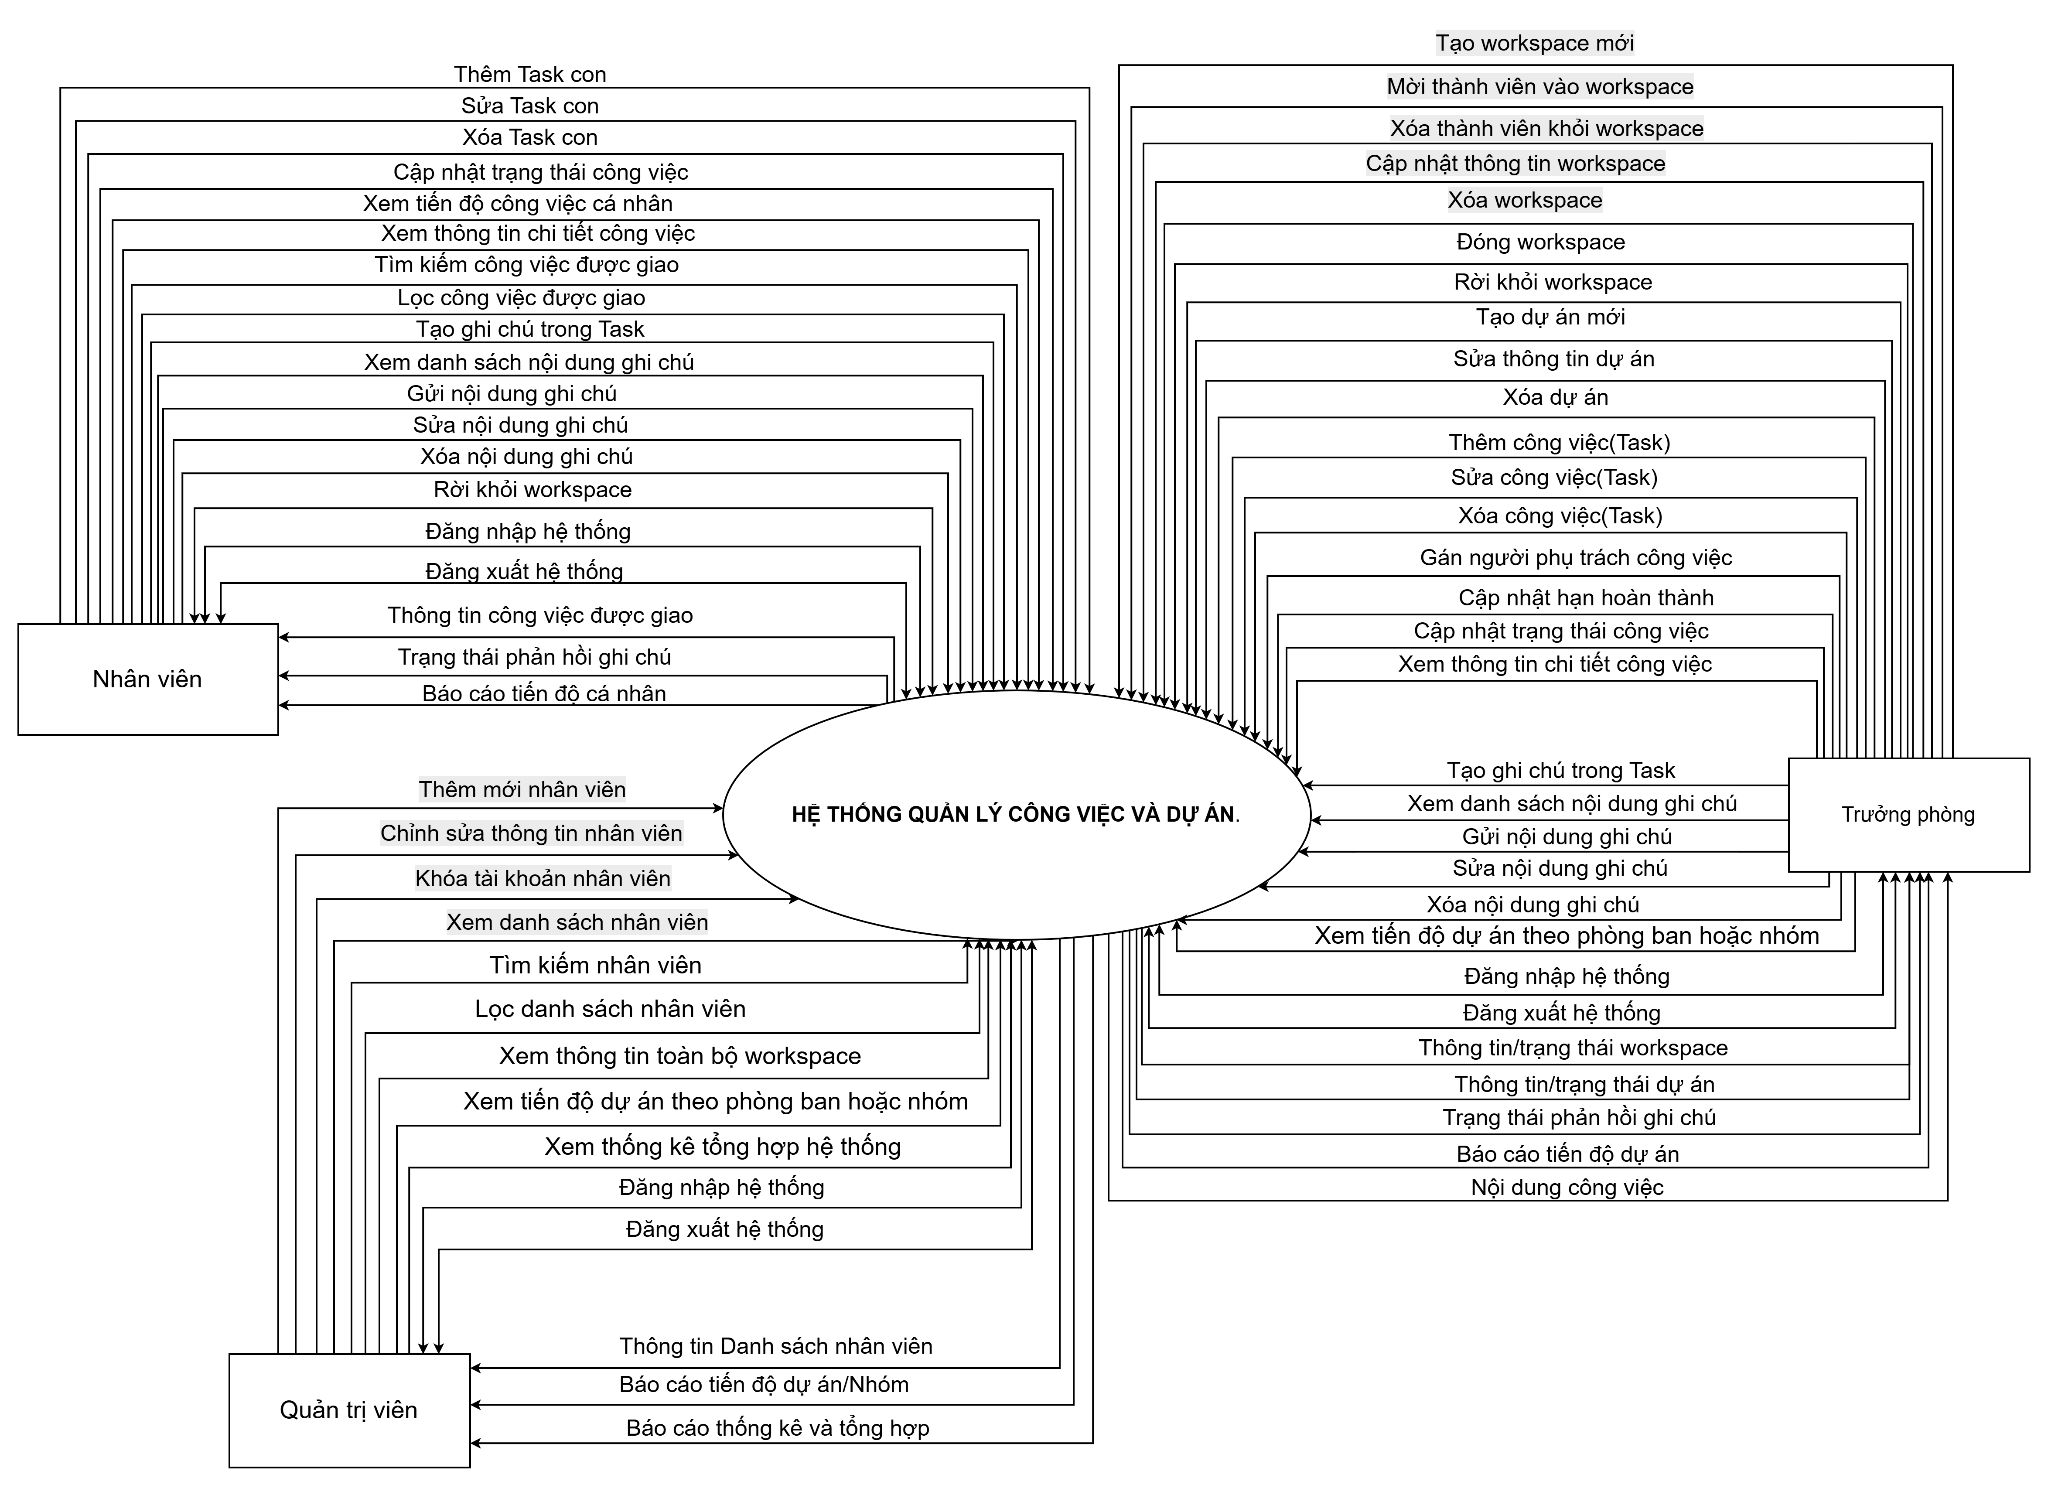 Thêm Task con
Sửa Task con
Xóa Task con
Cập nhật trạng thái công việc
Xem tiến độ công việc cá nhân
Xem thông tin chi tiết công việc
Tìm kiếm công việc được giao
Lọc công việc được giao
Tạo ghi chú trong Task
Xem danh sách nội dung ghi chú
Gửi nội dung ghi chú
Sửa nội dung ghi chú
Xóa nội dung ghi chú
Rời khỏi workspace
Đăng nhập hệ thống
Đăng xuất hệ thống
Thông tin công việc được giao
Trạng thái phản hồi ghi chú
Báo cáo tiến độ cá nhân
Nhân viên
Tạo workspace mới
Mời thành viên vào workspace
Xóa thành viên khỏi workspace
Cập nhật thông tin workspace
Xóa workspace
Đóng workspace
Rời khỏi workspace
Tạo dự án mới
Sửa thông tin dự án
Xóa dự án
Thêm công việc(Task)
Sửa công việc(Task)
Xóa công việc(Task)
Gán người phụ trách công việc
Cập nhật hạn hoàn thành
Cập nhật trạng thái công việc
Xem thông tin chi tiết công việc
Tạo ghi chú trong Task
Xem danh sách nội dung ghi chú
Gửi nội dung ghi chú
Sửa nội dung ghi chú
Xóa nội dung ghi chú
Xem tiến độ dự án theo phòng ban hoặc nhóm
Đăng nhập hệ thống
Đăng xuất hệ thống
Thông tin/trạng thái workspace
Thông tin/trạng thái dự án
Trạng thái phản hồi ghi chú
Báo cáo tiến độ dự án
Nội dung công việc
Trưởng phòng
HỆ THỐNG QUẢN LÝ CÔNG VIỆC VÀ DỰ ÁN.
Thêm mới nhân viên
Chỉnh sửa thông tin nhân viên
Khóa tài khoản nhân viên
Xem danh sách nhân viên
Tìm kiếm nhân viên
Lọc danh sách nhân viên
Xem thông tin toàn bộ workspace
Xem tiến độ dự án theo phòng ban hoặc nhóm
Xem thống kê tổng hợp hệ thống
Đăng nhập hệ thống
Đăng xuất hệ thống
Thông tin Danh sách nhân viên
Báo cáo tiến độ dự án/Nhóm
Báo cáo thống kê và tổng hợp
Quản trị viên